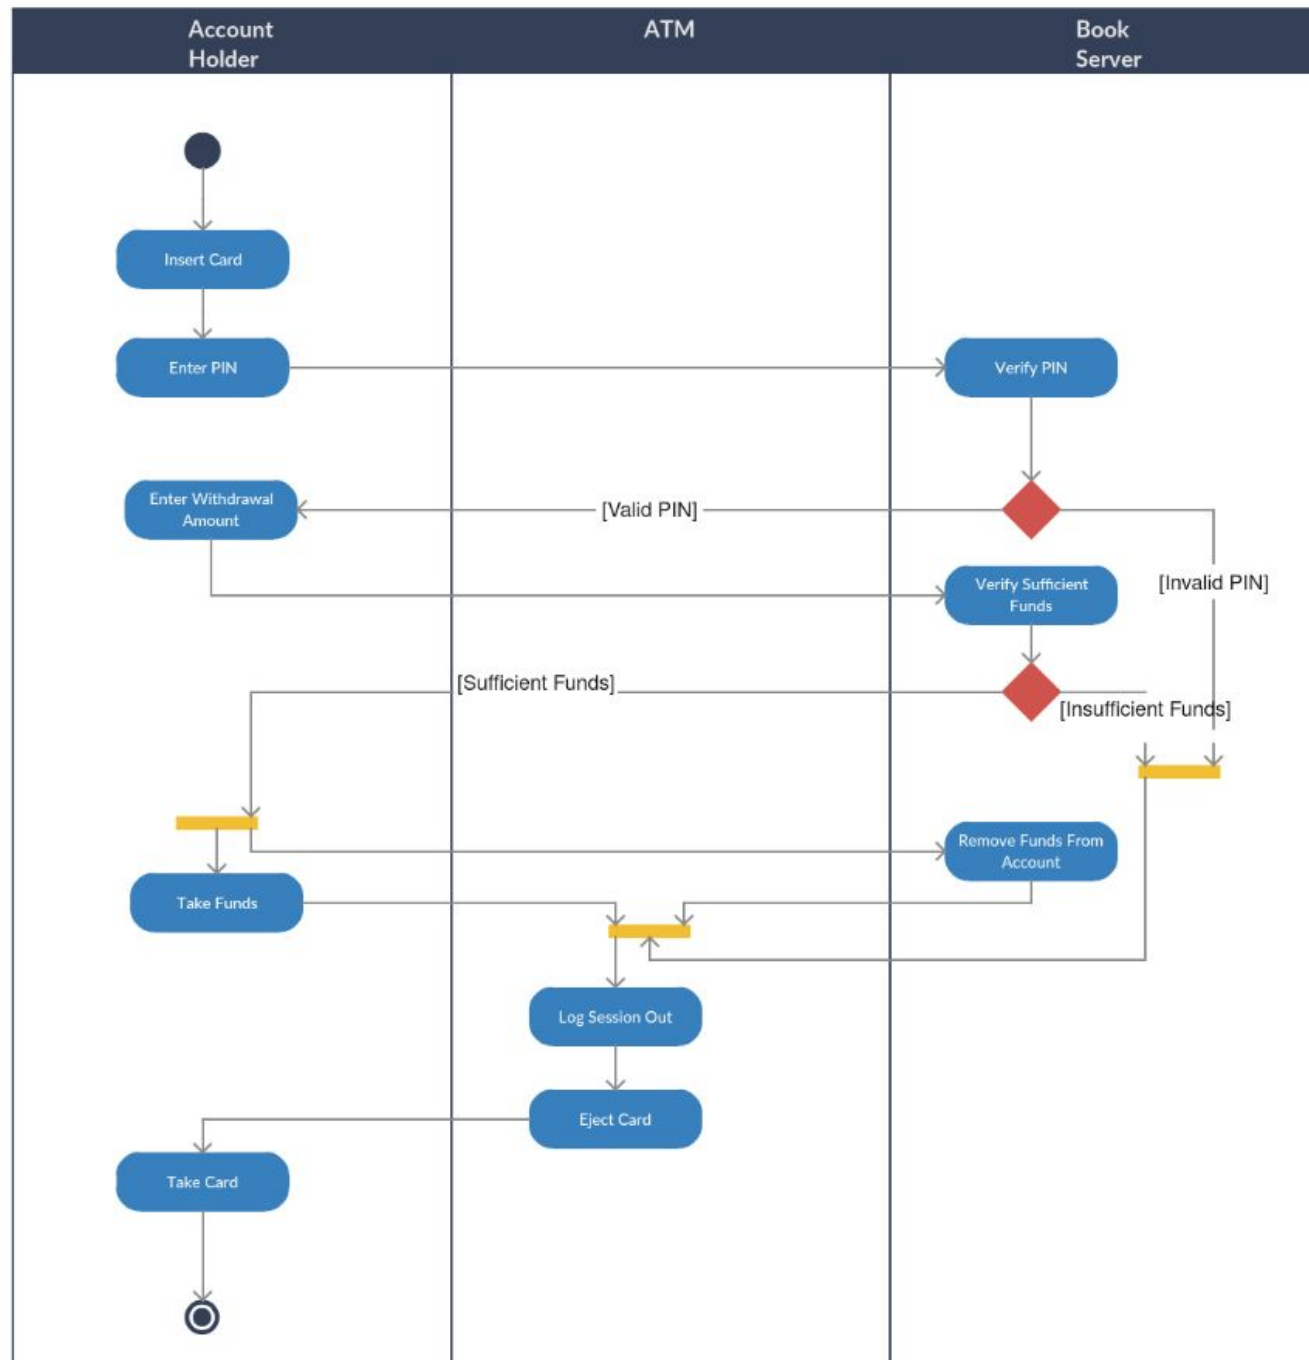 Account
Holder
ATM
Book
Server
Insert Card
Enter PIN
Verify PIN
Enter Withdrawal
Amount
[Valid PIN]
Verify Sufficient
Funds
[Invalid PIN]
[Sufficient Funds]
[Insufficient Funds]
Remove Funds From
Account
Take Funds
Log Session Out
Eject Card
Take Card